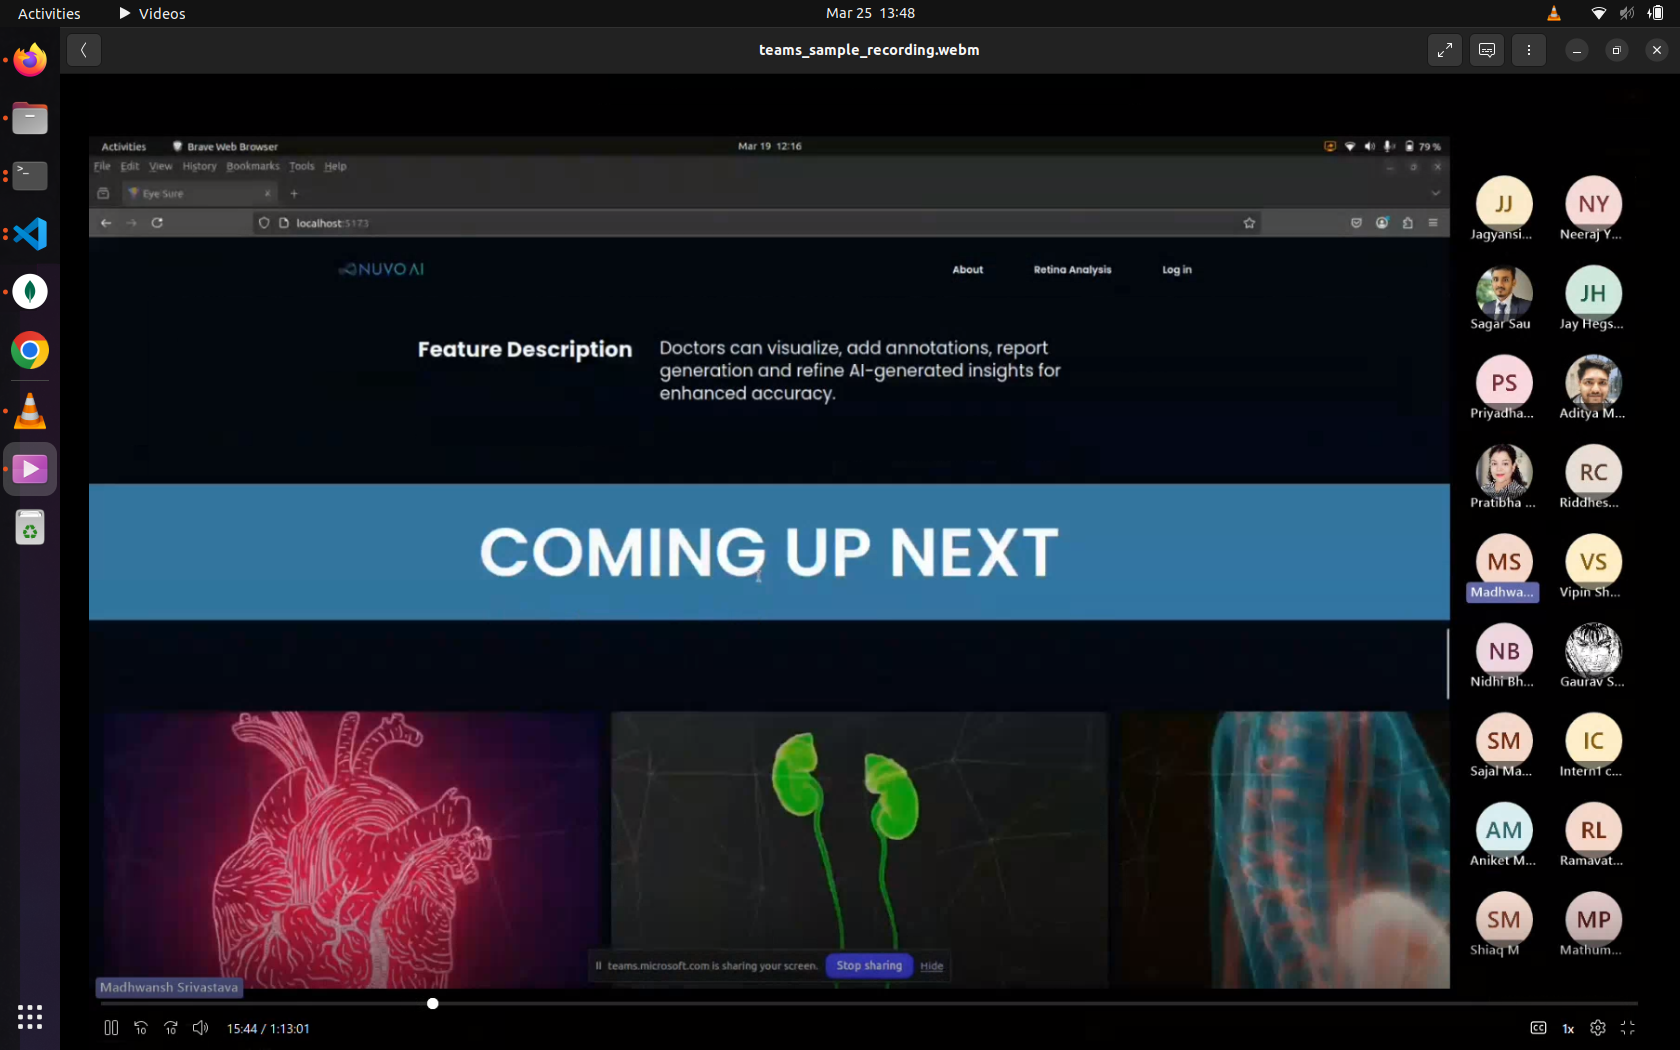 Activities Videos Mar 25 13:48
teams_sample_recording.webm
Activities Brave Web Browser Mar 19 12:16 79 %
File Edit View History Bookmarks Tools Help
Eye Sure
localhost:5173
NUVO AI About Retina Analysis Log in
Feature Description
Doctors can visualize, add annotations, report
generation and refine AI-generated insights for
enhanced accuracy.
COMING UP NEXT
teams.microsoft.com is sharing your screen. Stop sharing Hide
Madhwansh Srivastava
JJ NY
Jagyansi... Neeraj Y...
JH
Sagar Sau Jay Hegs...
PS
Priyadha... Aditya M...
RC
Pratibha ... Riddhes...
MS VS
Madhwa... Vipin Sh...
NB
Nidhi Bh... Gaurav S...
SM IC
Sajal Ma... Intern1 c...
AM RL
Aniket M... Ramavat...
SM MP
Shiaq M Mathum...
10 10 15:44 / 1:13:01 CC 1x